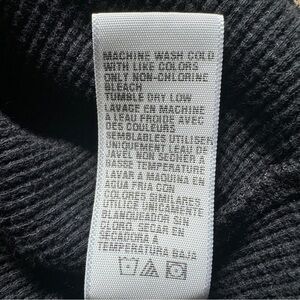 MACHINE WASH COLD
WITH LIKE COLORS
ONLY NON-CHLORINE
BLEACH
TUMBLE DRY LOW
LAVAGE EN MACHINE
A LEAU FROIDE AVEC
DES COULEURS
SEMBLABLES UTILISER
UNIQUEMENT LEAU DE
JAVEL NON SECHER A
BASSE TEMPERATURE
LAVAR A MAQUINA EN
AGUA FRIA CON
COLORES SIMILARES
UTILISE UNICAMENTE
BLANQUEADOR SIN
CLORO. SECAR EN
SECADORA A
TEMPERATURA BAJA